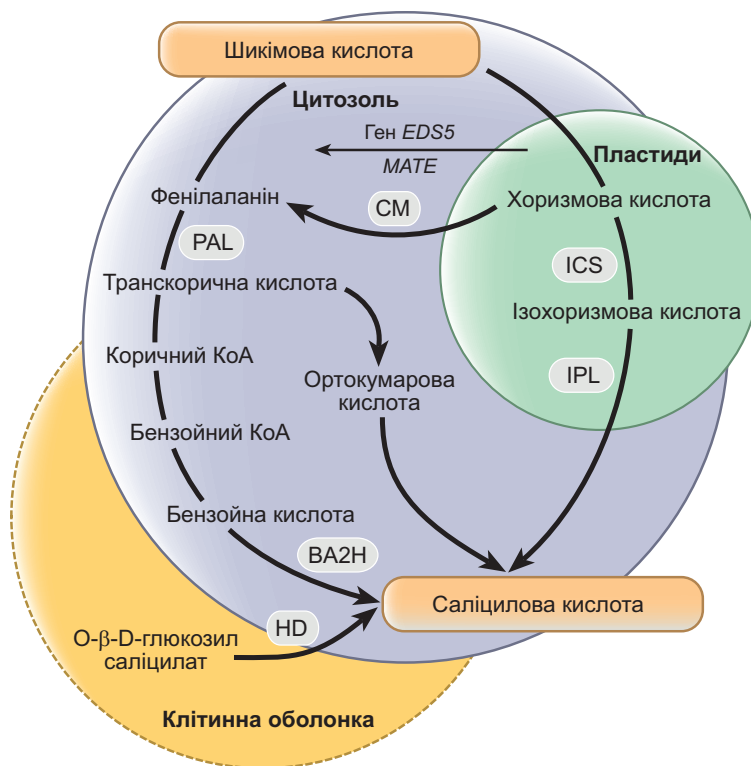 Шикімова кислота
Цитозоль
Ген EDS5
MATE
Пластиди
Фенілаланін
CM
Хоризмова кислота
PAL
ICS
Транскорична кислота
Ізохоризмова кислота
Коричний КоА
Ортокумарова
кислота
IPL
Бензойний КоА
Бензойна кислота
BA2H
Саліцилова кислота
HD
О-β-D-глюкозил
саліцилат
Клітинна оболонка